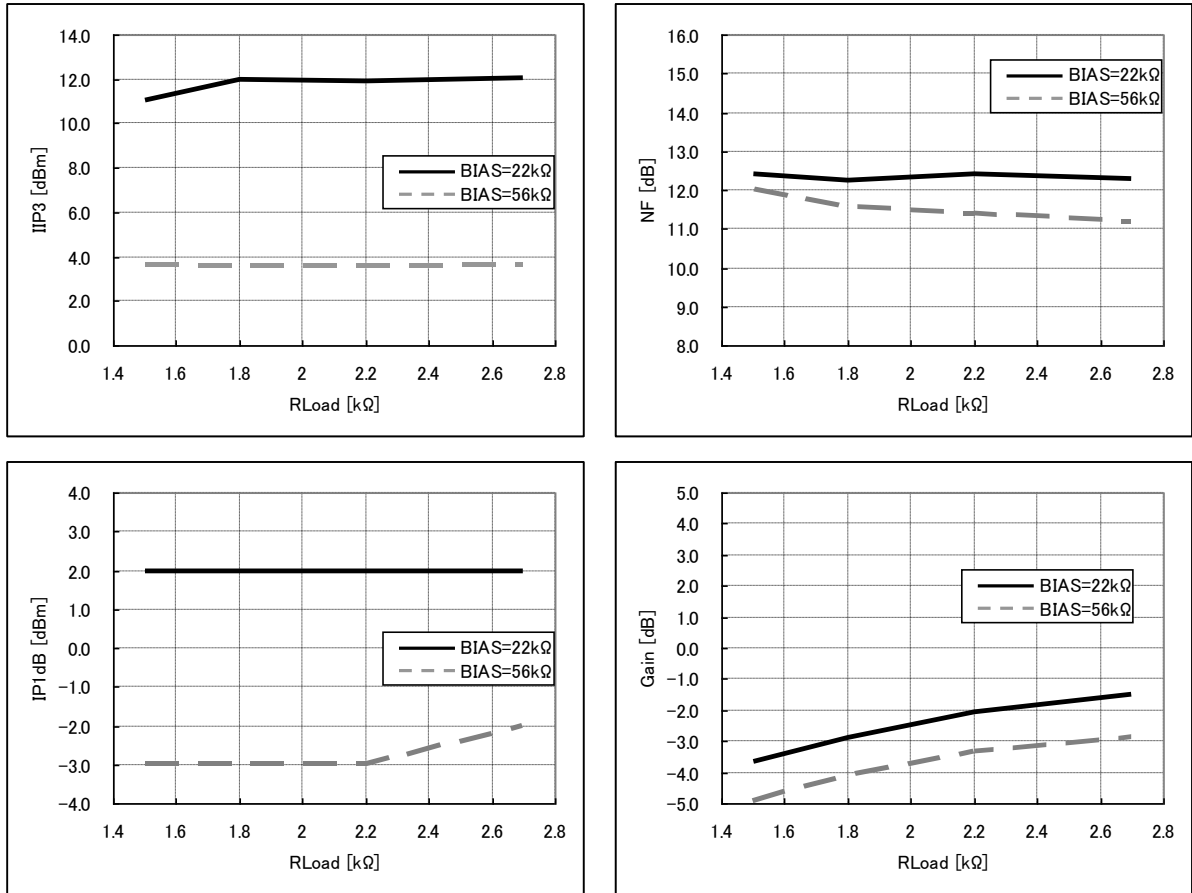 14.0
12.0
10.0
8.0
6.0
4.0
2.0
0.0
IIP3 [dBm]
BIAS=22kΩ
BIAS=56kΩ
1.4 1.6 1.8 2 2.2 2.4 2.6 2.8
RLoad [kΩ]
16.0
15.0
14.0
13.0
12.0
11.0
10.0
9.0
8.0
NF [dB]
BIAS=22kΩ
BIAS=56kΩ
1.4 1.6 1.8 2 2.2 2.4 2.6 2.8
RLoad [kΩ]
4.0
3.0
2.0
1.0
0.0
-1.0
-2.0
-3.0
-4.0
IP1dB [dBm]
BIAS=22kΩ
BIAS=56kΩ
1.4 1.6 1.8 2 2.2 2.4 2.6 2.8
RLoad [kΩ]
5.0
4.0
3.0
2.0
1.0
0.0
-1.0
-2.0
-3.0
-4.0
-5.0
Gain [dB]
BIAS=22kΩ
BIAS=56kΩ
1.4 1.6 1.8 2 2.2 2.4 2.6 2.8
RLoad [kΩ]